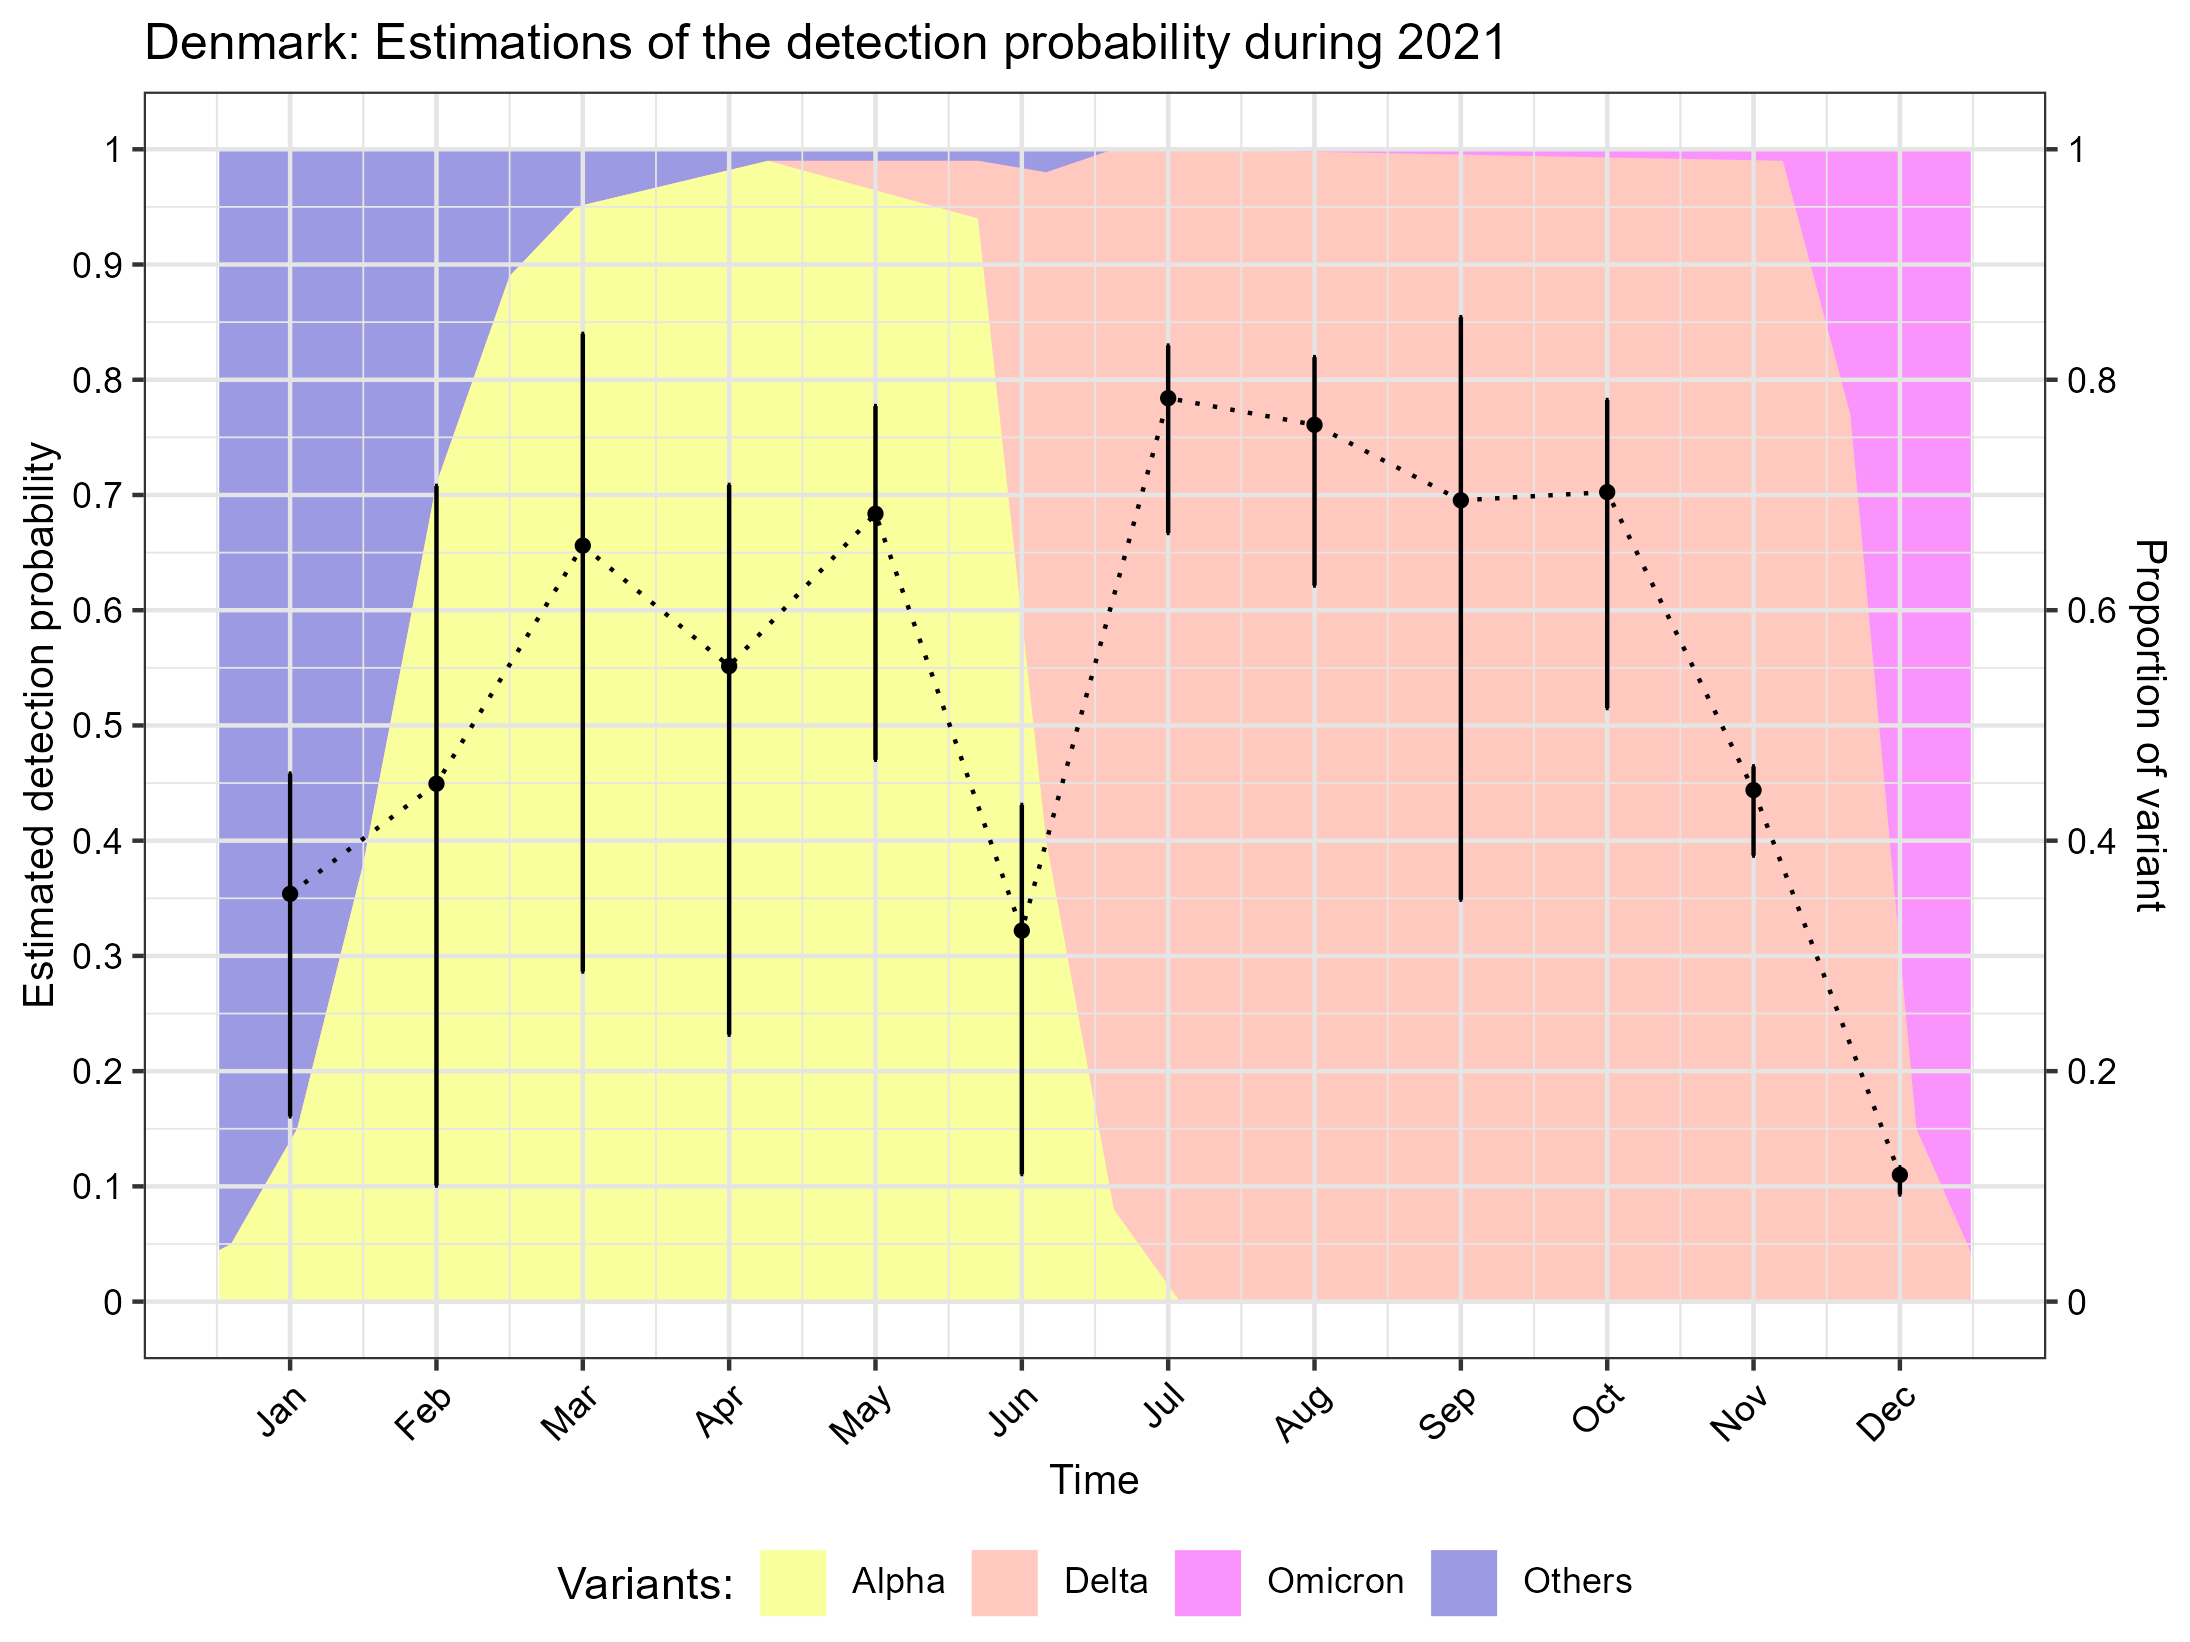 Denmark: Estimations of the detection probability during 2021
Estimated detection probability
1
0.9
0.8
0.7
0.6
0.5
0.4
0.3
0.2
0.1
0
1
0.8
0.6
0.4
0.2
0
Proportion of variant
Jan Feb Mar Apr May Jun Jul Aug Sep Oct Nov Dec
Time
Variants: Alpha Delta Omicron Others